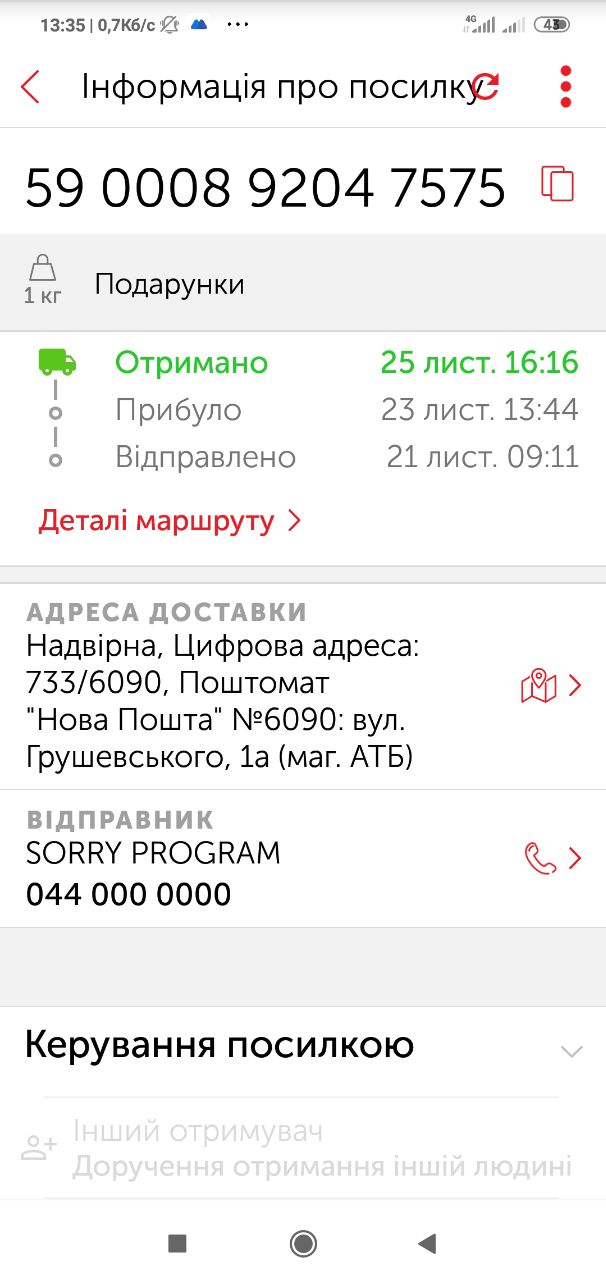 13:35 | 0,7Кб/с ...
4G 43
Інформація про посилку
59 0008 9204 7575
1 кг Подарунки
Отримано 25 лист. 16:16
Прибуло 23 лист. 13:44
Відправлено 21 лист. 09:11
Деталі маршруту
АДРЕСА ДОСТАВКИ
Надвірна, Цифрова адреса:
733/6090, Поштомат
"Нова Пошта" №6090: вул.
Грушевського, 1а (маг. АТБ)
ВІДПРАВНИК
SORRY PROGRAM
044 000 0000
Керування посилкою
Інший отримувач
Доручення отримання іншій людині